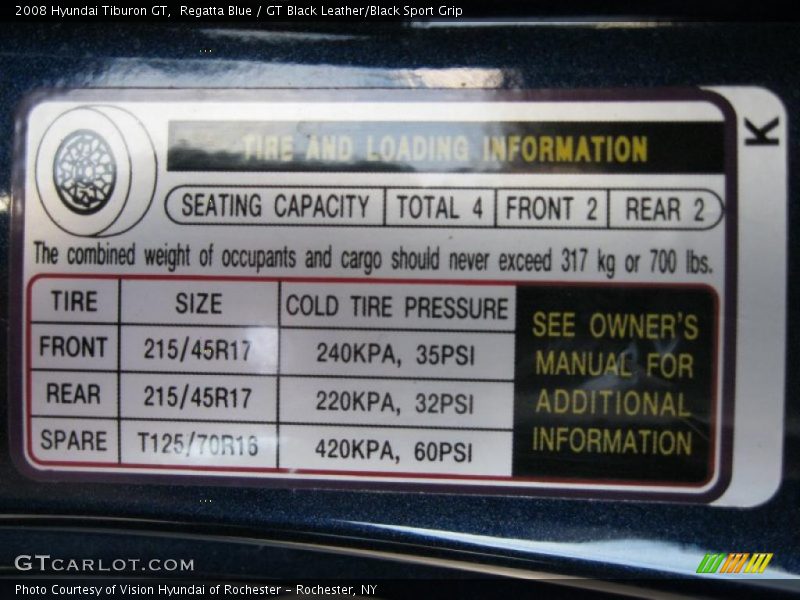 2008 Hyundai Tiburon GT,  Regatta Blue / GT Black Leather/Black Sport Grip
TIRE AND LOADING INFORMATION
K
SEATING CAPACITY TOTAL 4 FRONT 2 REAR 2
The combined weight of occupants and cargo should never exceed 317 kg or 700 lbs.
TIRE SIZE COLD TIRE PRESSURE
FRONT 215/45R17 240KPA, 35PSI
REAR 215/45R17 220KPA, 32PSI
SPARE T125/70R16 420KPA, 60PSI
SEE OWNER'S
MANUAL FOR
ADDITIONAL
INFORMATION
GTCARLOT.COM
Photo Courtesy of Vision Hyundai of Rochester – Rochester, NY